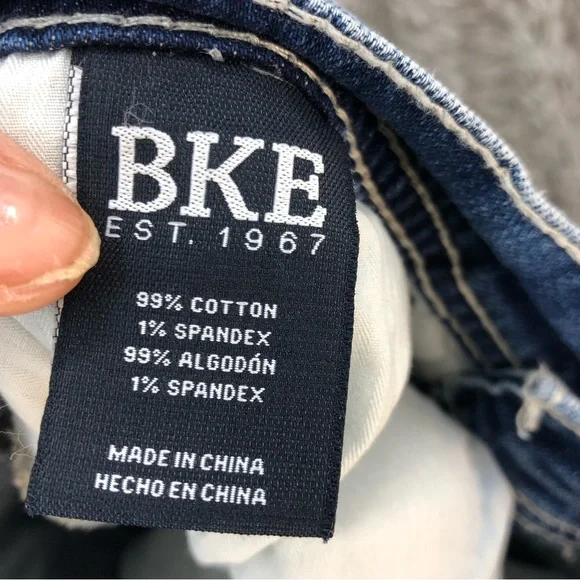 BKE
EST. 1967
99% COTTON
1% SPANDEX
99% ALGODÓN
1% SPANDEX
MADE IN CHINA
HECHO EN CHINA